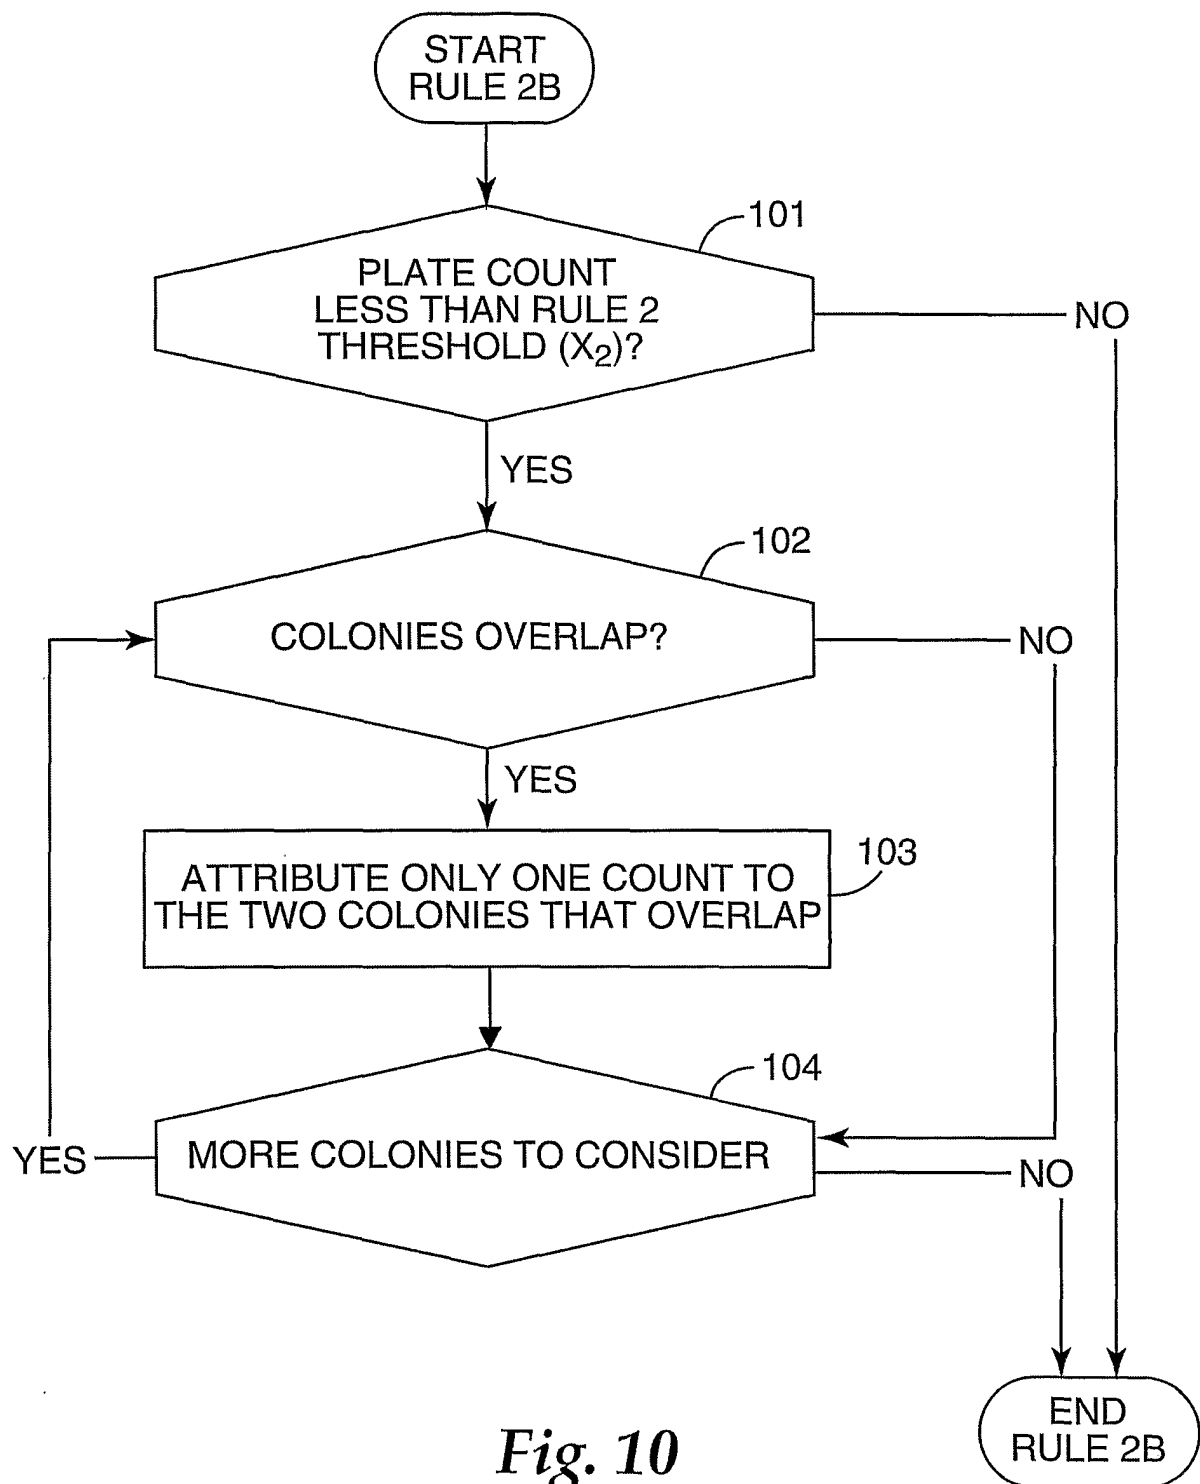 START
RULE 2B
101
PLATE COUNT
LESS THAN RULE 2
THRESHOLD (X₂)?
NO
YES
102
COLONIES OVERLAP?
NO
YES
103
ATTRIBUTE ONLY ONE COUNT TO
THE TWO COLONIES THAT OVERLAP
104
MORE COLONIES TO CONSIDER
YES
NO
END
RULE 2B
Fig. 10